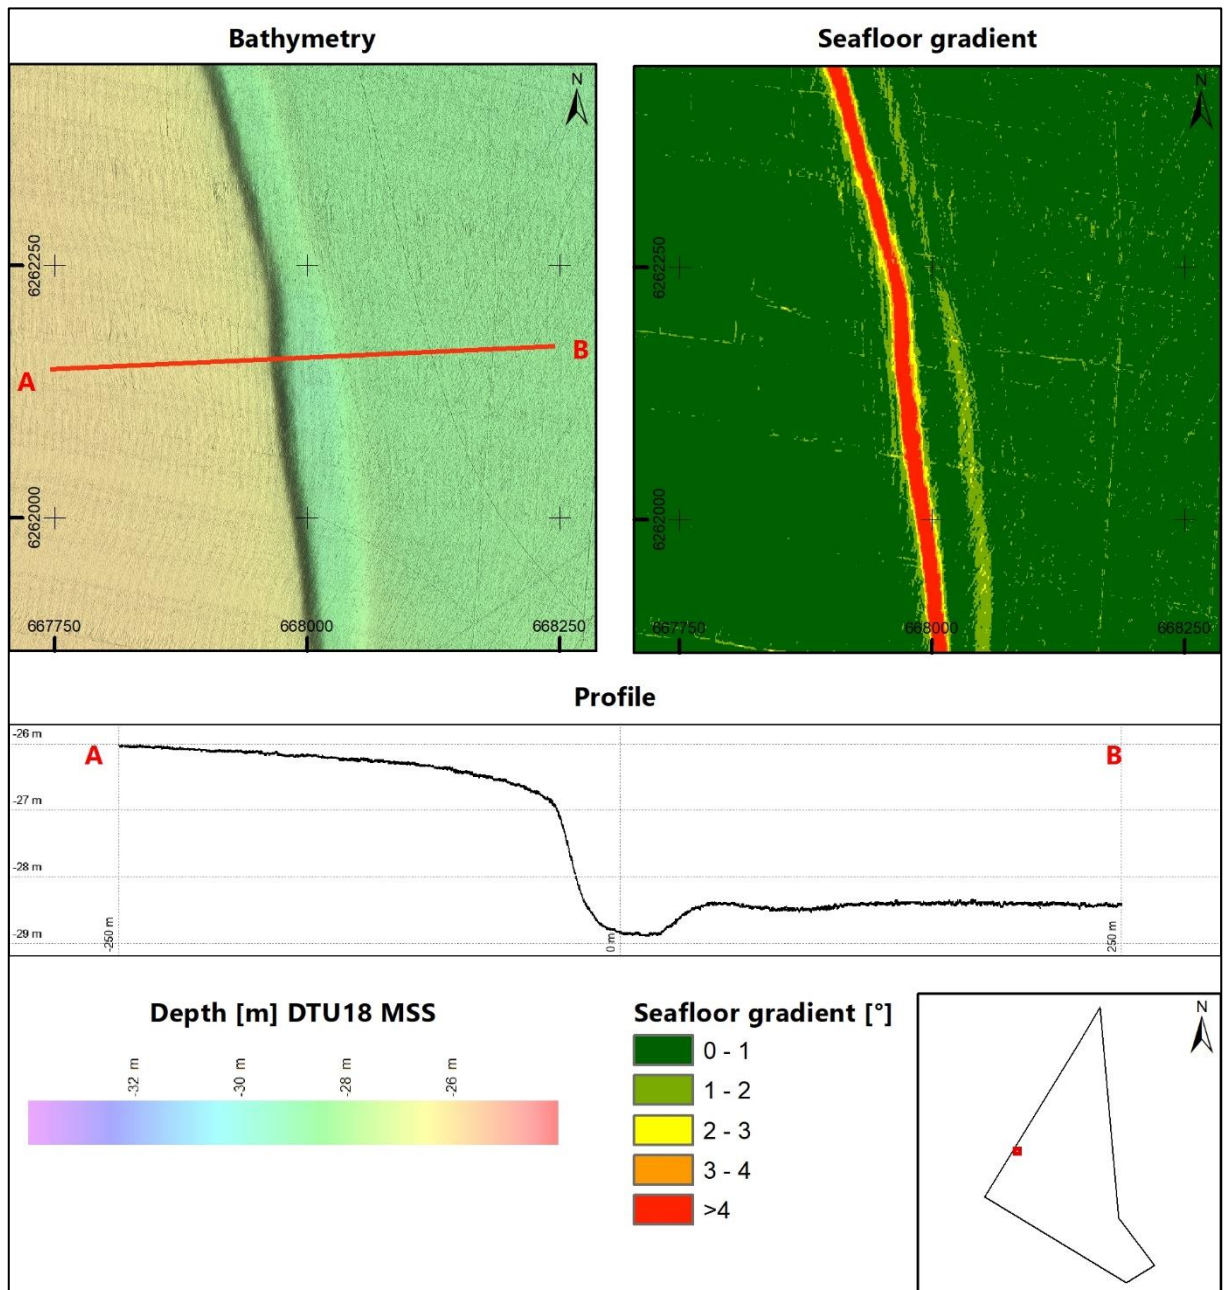 Bathymetry
N
6262250
A
B
6262000
667750
668000
668250
Seafloor gradient
N
6262250
6262000
667750
668000
668250
Profile
-26 m
A
B
-27 m
-28 m
-29 m
-250 m
0 m
250 m
Depth [m] DTU18 MSS
-32 m
-30 m
-28 m
-26 m
Seafloor gradient [°]
0 - 1
1 - 2
2 - 3
3 - 4
>4
N